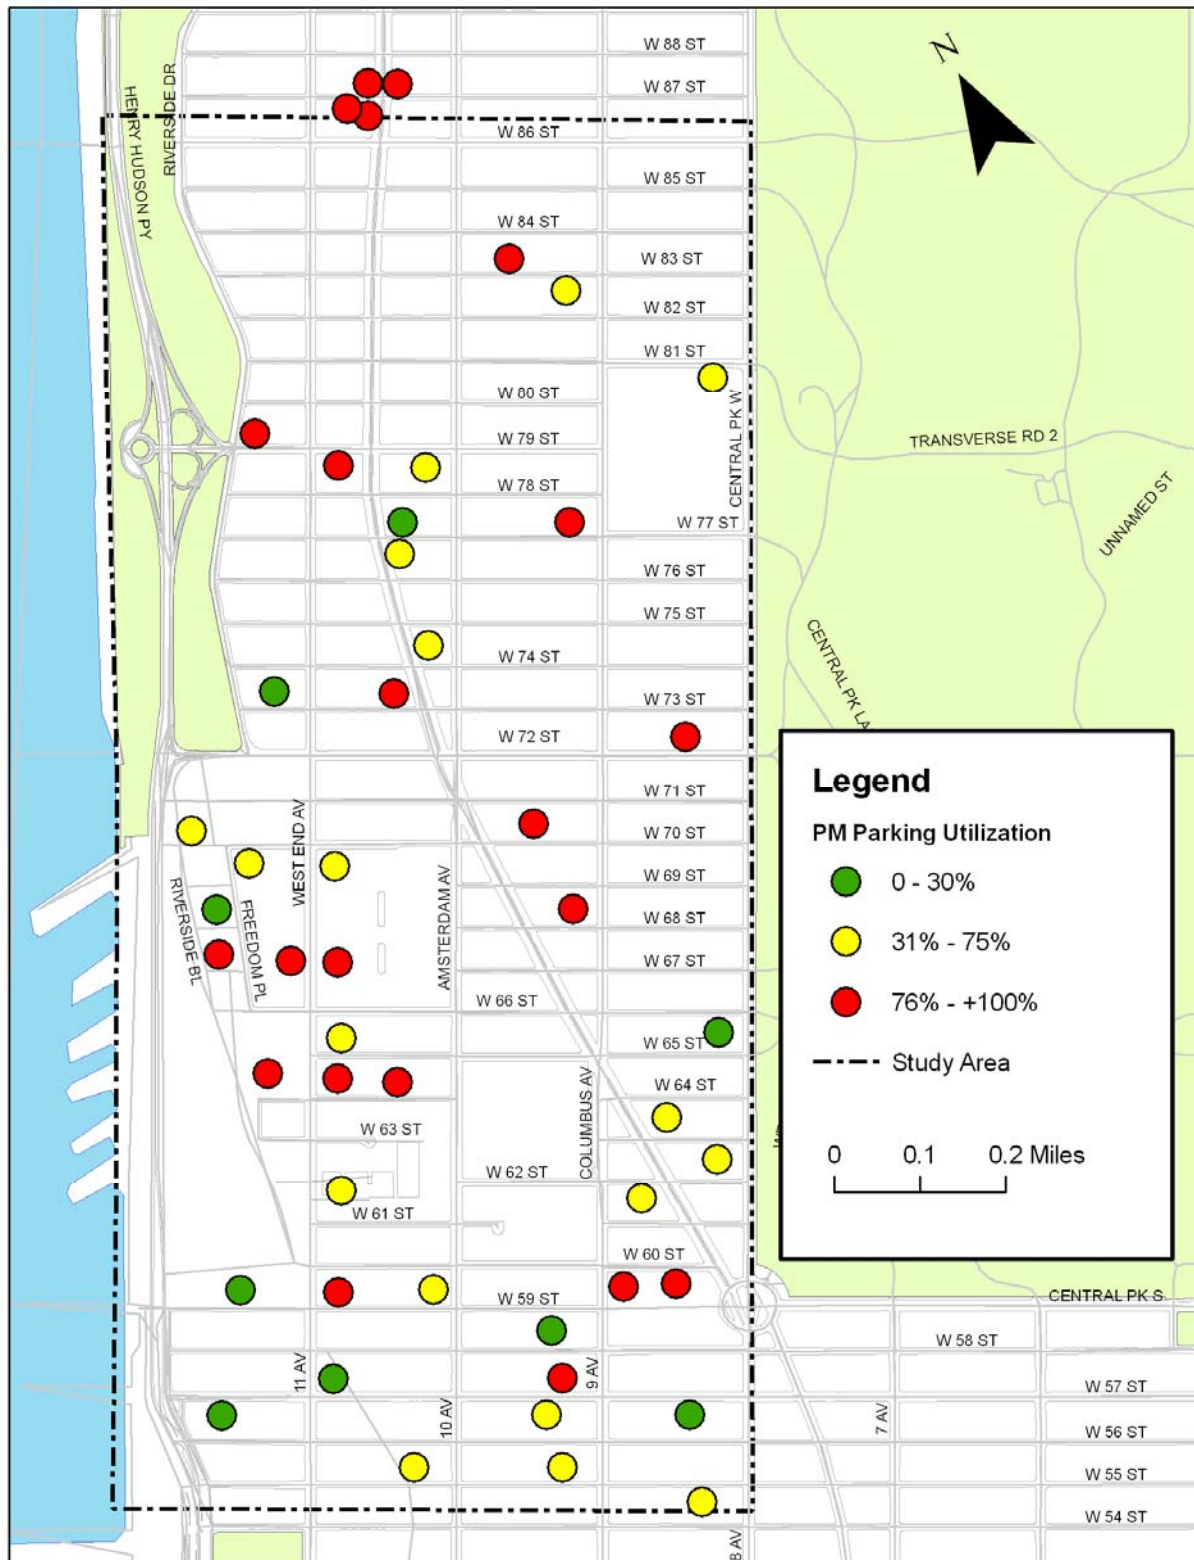 W 88 ST
N
W 87 ST
RIVERSIDE DR
HENRY HUDSON PY
W 86 ST
W 85 ST
W 84 ST
W 83 ST
W 82 ST
W 81 ST
W 80 ST
CENTRAL PK W
W 79 ST
TRANSVERSE RD 2
W 78 ST
W 77 ST
UNNAMED ST
W 76 ST
W 75 ST
W 74 ST
CENTRAL PK LA
W 73 ST
W 72 ST
W 71 ST
W 70 ST
WEST END AV
W 69 ST
AMSTERDAM AV
RIVERSIDE BL
FREEDOM PL
W 68 ST
W 67 ST
W 66 ST
W 65 ST
COLUMBUS AV
W 64 ST
W 63 ST
W 62 ST
W 61 ST
W 60 ST
W 59 ST
CENTRAL PK S
W 58 ST
11 AV
9 AV
W 57 ST
10 AV
7 AV
W 56 ST
W 55 ST
W 54 ST
8 AV
Legend
PM Parking Utilization
0 - 30%
31% - 75%
76% - +100%
Study Area
0 0.1 0.2 Miles